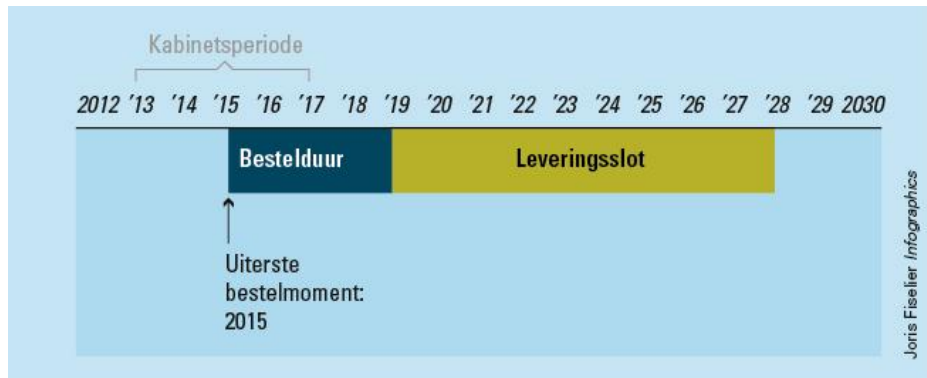 Kabinetsperiode
2012 ’13 ’14 ’15 ’16 ’17 ’18 ’19 ’20 ’21 ’22 ’23 ’24 ’25 ’26 ’27 ’28 ’29 2030
Bestelduur
Leveringsslot
Uiterste
bestelmoment:
2015
Joris Fiselier Infographics